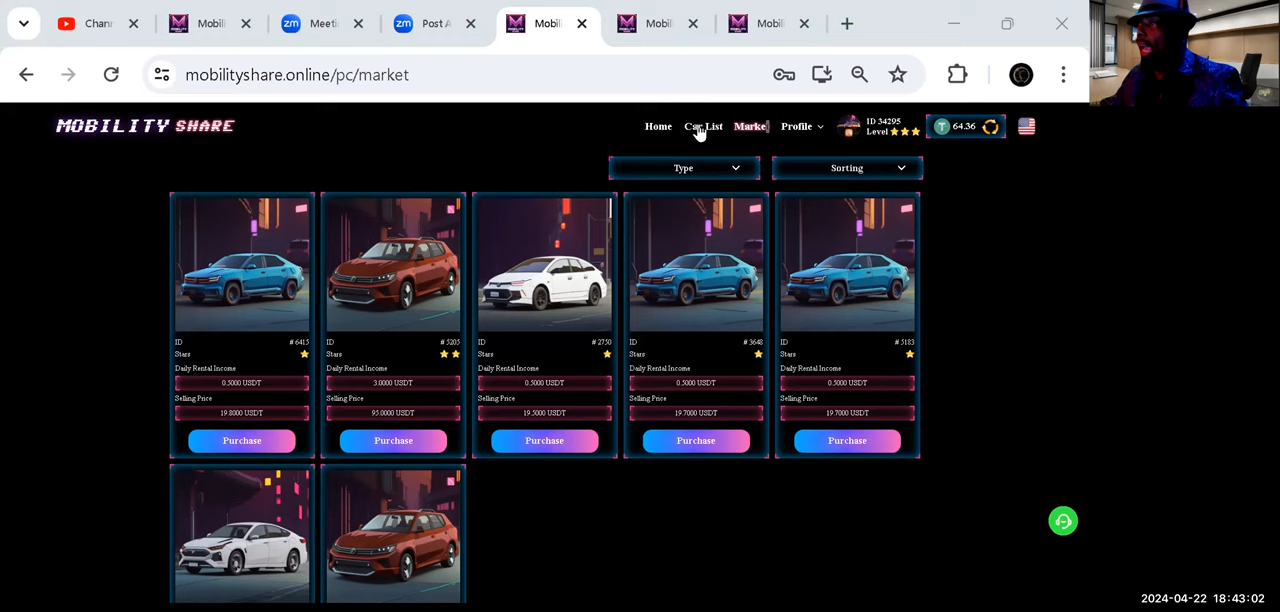 Chann
Mobil
Meeti
Post A
Mobil
Mobil
Mobil
mobilityshare.online/pc/market
MOBILITY SHARE
Home Car List Market Profile
ID 34295
Level
64.36
Type
Sorting
ID # 6415
Stars
Daily Rental Income
0.5000 USDT
Selling Price
19.8000 USDT
Purchase
ID # 5205
Stars
Daily Rental Income
3.0000 USDT
Selling Price
95.0000 USDT
Purchase
ID # 2750
Stars
Daily Rental Income
0.5000 USDT
Selling Price
19.5000 USDT
Purchase
ID # 3648
Stars
Daily Rental Income
0.5000 USDT
Selling Price
19.7000 USDT
Purchase
ID # 5183
Stars
Daily Rental Income
0.5000 USDT
Selling Price
19.7000 USDT
Purchase
2024-04-22 18:43:02